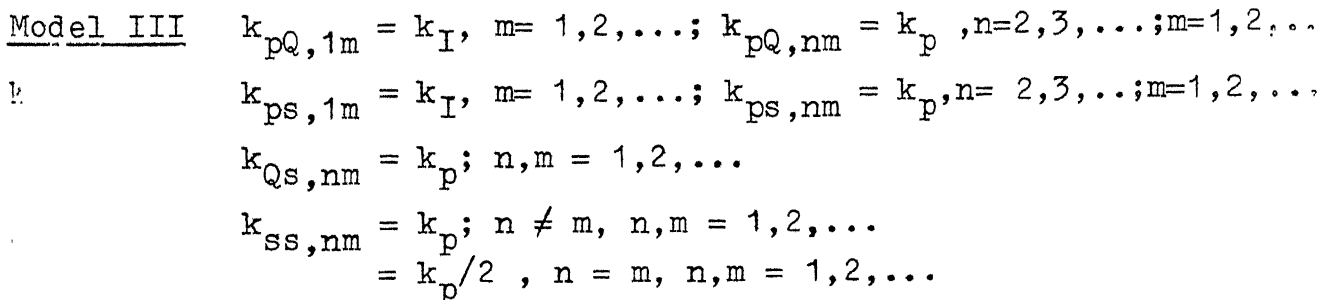 Model III k_pQ,1m = k_I, m= 1,2,...; k_pQ,nm = k_p ,n=2,3,...;m=1,2,..
k_ps,1m = k_I, m= 1,2,...; k_ps,nm = k_p,n= 2,3,..;m=1,2,...
k_Qs,nm = k_p; n,m = 1,2,...
k_ss,nm = k_p; n ≠ m, n,m = 1,2,...
= k_p/2 , n = m, n,m = 1,2,...